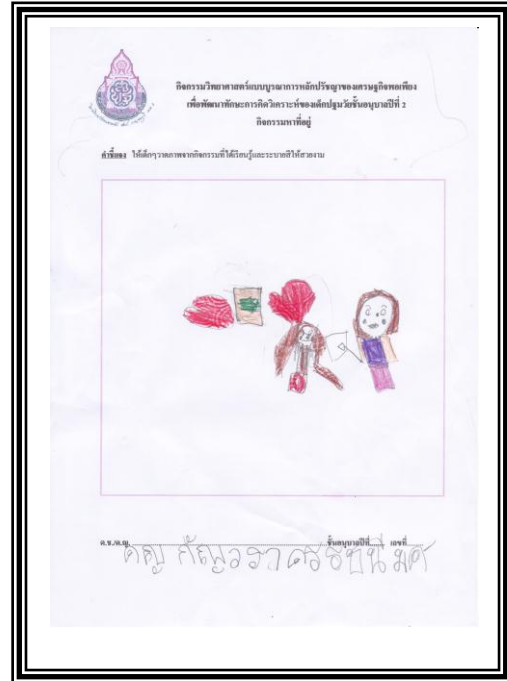 กิจกรรมวิทยาศาสตร์แบบบูรณาการหลักปรัชญาของเศรษฐกิจพอเพียง
เพื่อพัฒนาทักษะการคิดวิเคราะห์ของเด็กปฐมวัยชั้นอนุบาลปีที่ 2
กิจกรรมหาที่อยู่
คำชี้แจง ให้เด็กๆวาดภาพจากกิจกรรมที่ได้เรียนรู้และระบายสีให้สวยงาม
ด.ช./ด.ญ. ชั้นอนุบาลปีที่ เลขที่